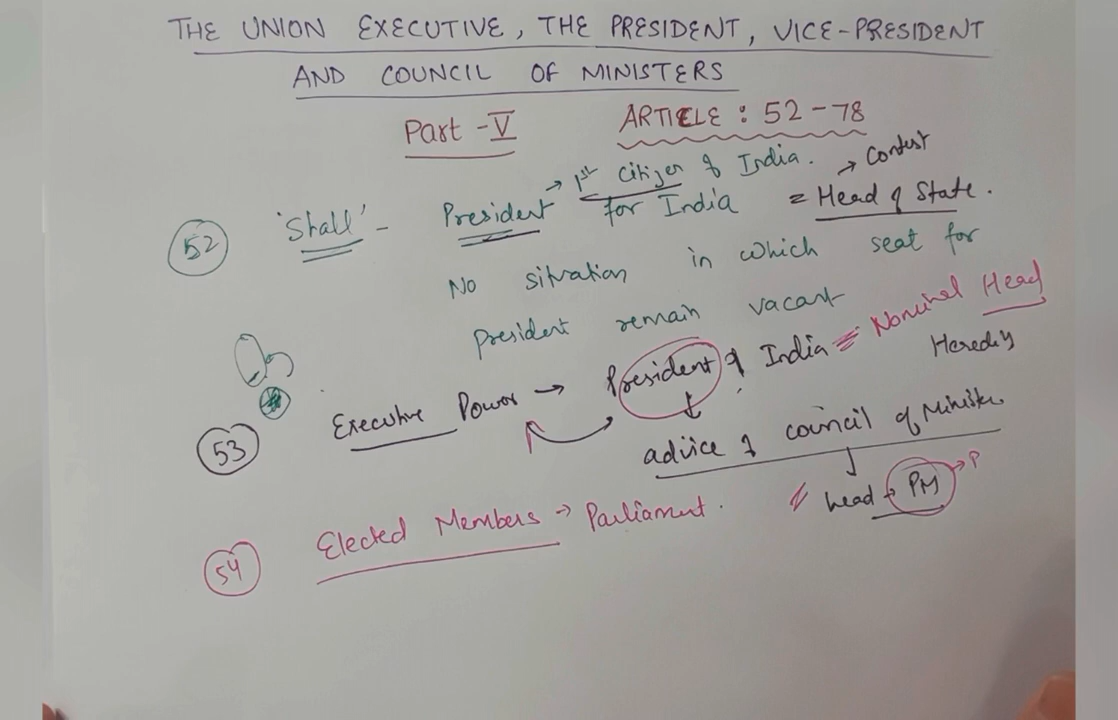 THE UNION EXECUTIVE, THE PRESIDENT, VICE-PRESIDENT
AND COUNCIL OF MINISTERS
Part - V ARTICLE : 52 - 78
→ 1st Citizen of India. → Contest
52 'Shall' - President for India = Head of State.
No situation in which seat for
president remain vacant
53 Executive Power → President of India = Nominal Head
↓
advice of council of Ministe
↓
head → PM → P
54 Elected Members → Parliament.